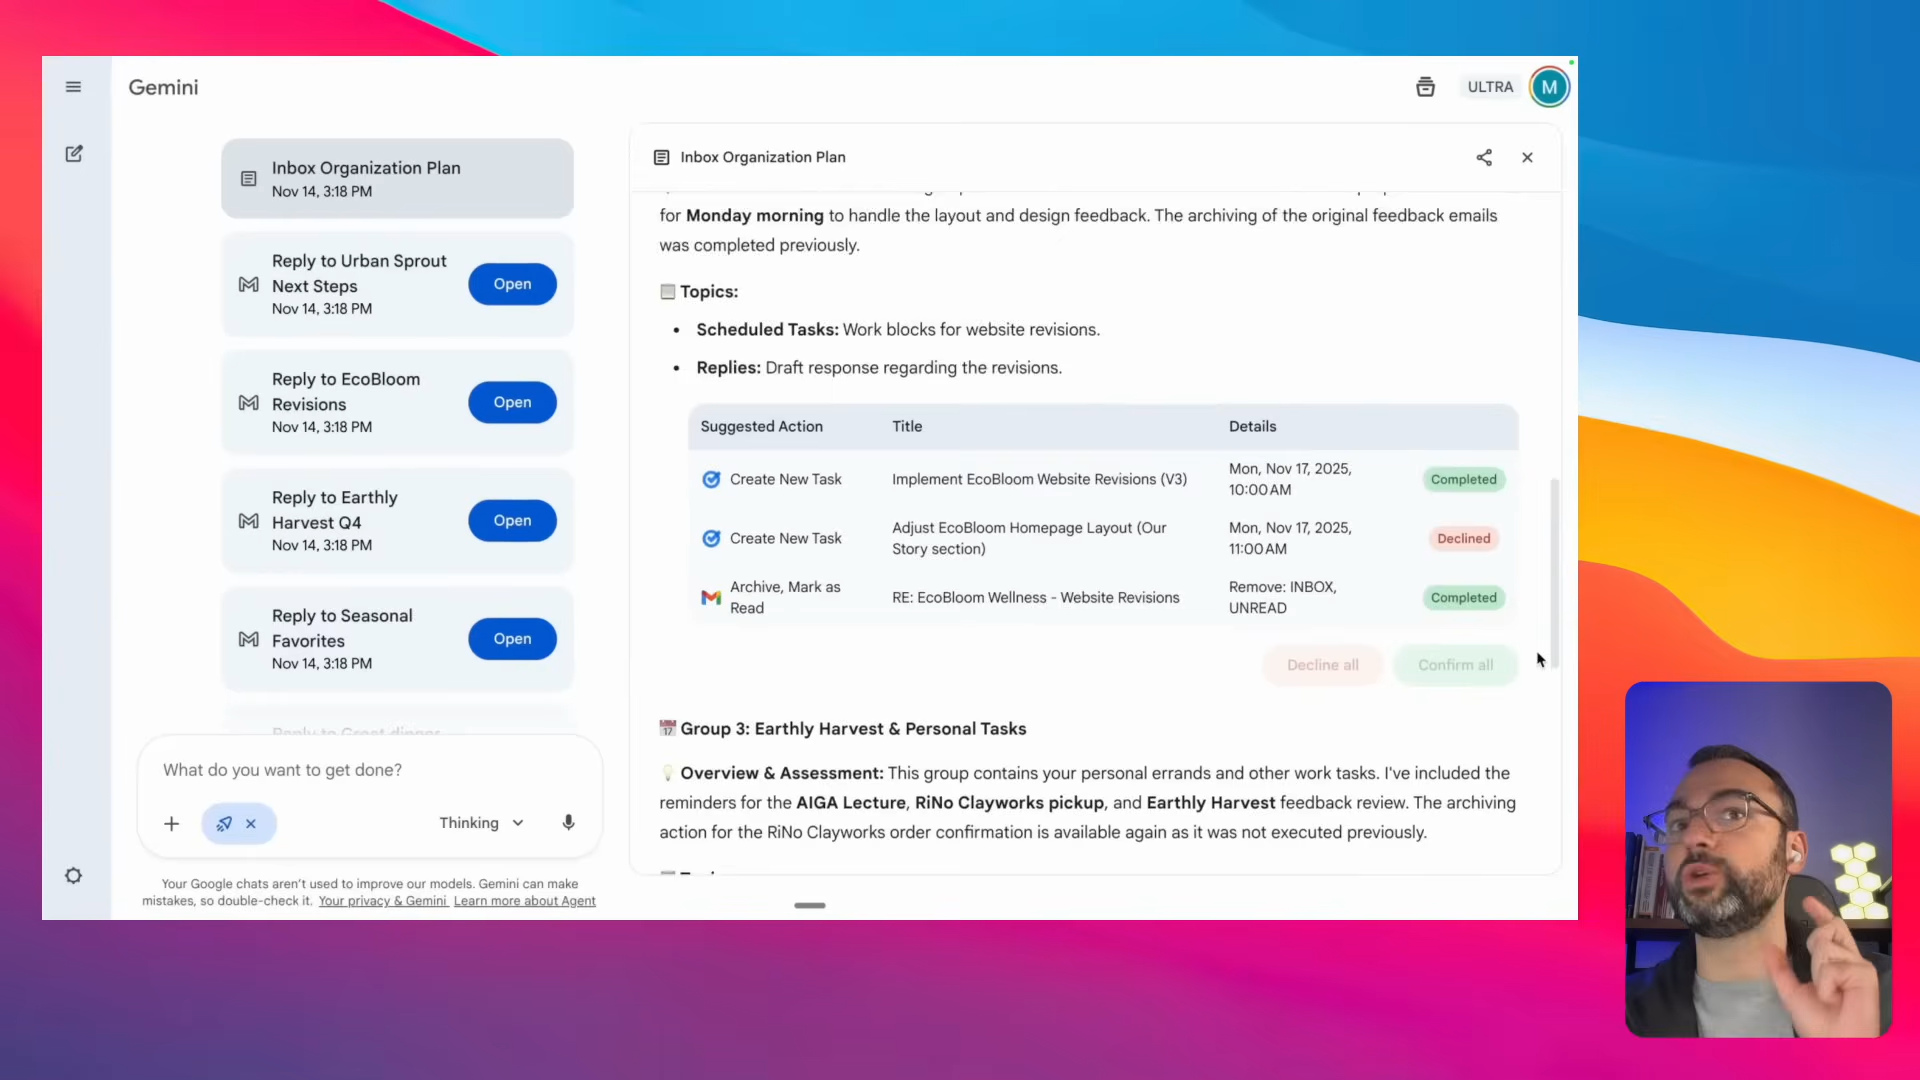 Gemini
ULTRA
M
Inbox Organization Plan
Nov 14, 3:18 PM
Reply to Urban Sprout
Next Steps
Nov 14, 3:18 PM
Open
Reply to EcoBloom
Revisions
Nov 14, 3:18 PM
Open
Reply to Earthly
Harvest Q4
Nov 14, 3:18 PM
Open
Reply to Seasonal
Favorites
Nov 14, 3:18 PM
Open
Reply to Great dinner
What do you want to get done?
Thinking
Your Google chats aren't used to improve our models. Gemini can make
mistakes, so double-check it. Your privacy & Gemini Learn more about Agent
Inbox Organization Plan
for Monday morning to handle the layout and design feedback. The archiving of the original feedback emails
was completed previously.
Topics:
• Scheduled Tasks: Work blocks for website revisions.
• Replies: Draft response regarding the revisions.
Suggested Action Title Details
Create New Task Implement EcoBloom Website Revisions (V3) Mon, Nov 17, 2025,
10:00 AM Completed
Create New Task Adjust EcoBloom Homepage Layout (Our
Story section) Mon, Nov 17, 2025,
11:00 AM Declined
Archive, Mark as
Read RE: EcoBloom Wellness - Website Revisions Remove: INBOX,
UNREAD Completed
Decline all Confirm all
17 Group 3: Earthly Harvest & Personal Tasks
Overview & Assessment: This group contains your personal errands and other work tasks. I've included the
reminders for the AIGA Lecture, RiNo Clayworks pickup, and Earthly Harvest feedback review. The archiving
action for the RiNo Clayworks order confirmation is available again as it was not executed previously.